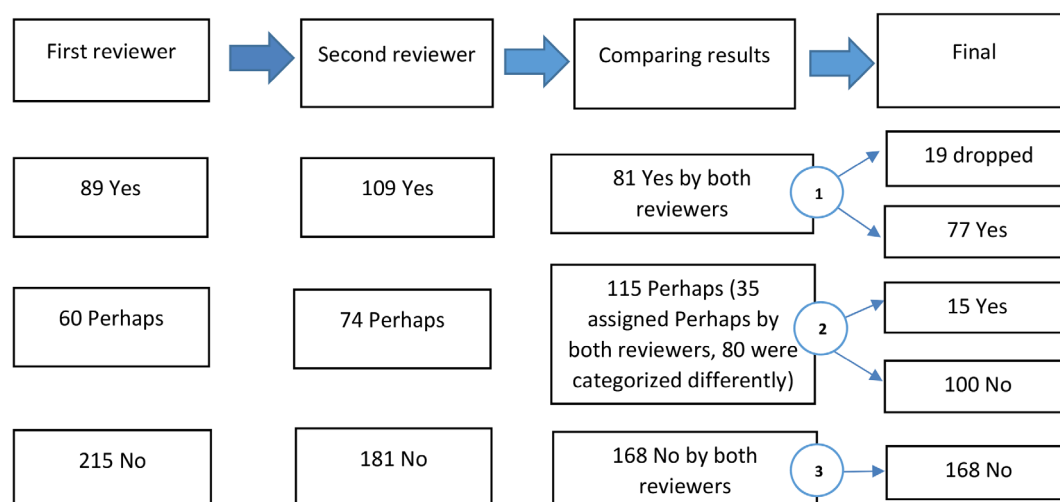 First reviewer
Second reviewer
Comparing results
Final
89 Yes
109 Yes
81 Yes by both
reviewers
1
19 dropped
77 Yes
60 Perhaps
74 Perhaps
115 Perhaps (35
assigned Perhaps by
both reviewers, 80 were
categorized differently)
2
15 Yes
100 No
215 No
181 No
168 No by both
reviewers
3
168 No